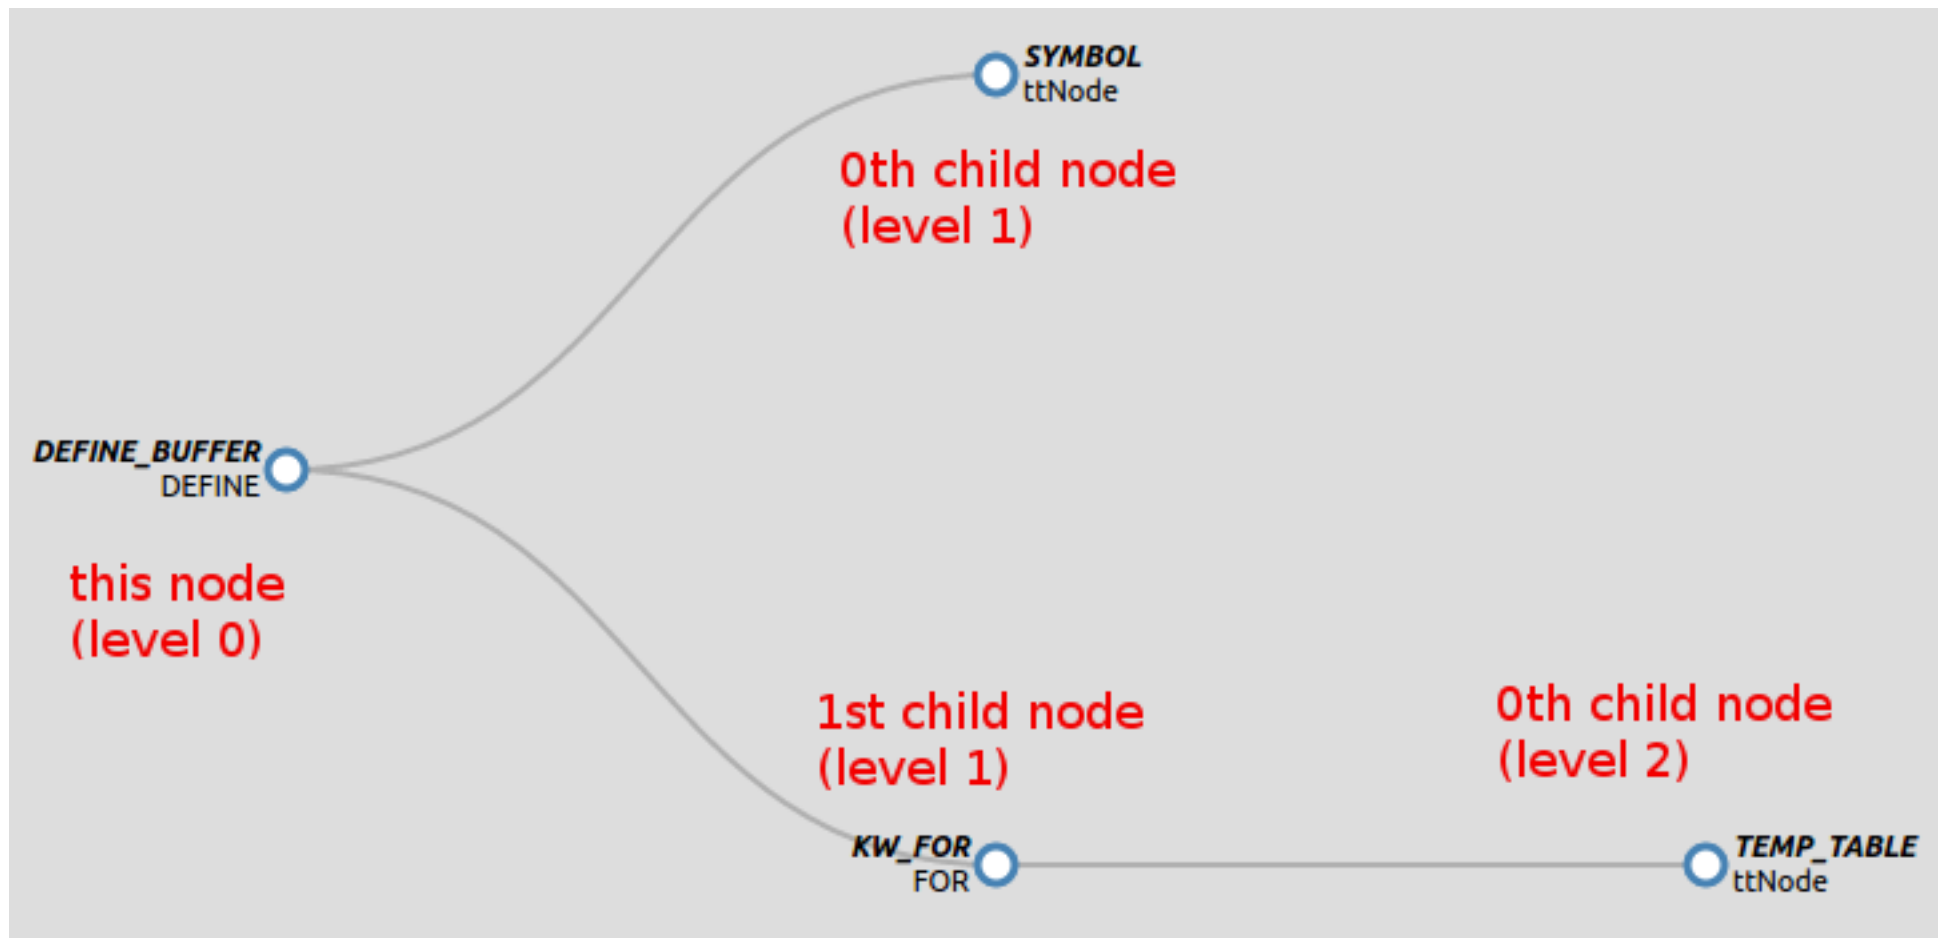 SYMBOL
ttNode
0th child node
(level 1)
DEFINE_BUFFER
DEFINE
this node
(level 0)
1st child node
(level 1)
0th child node
(level 2)
KW_FOR
FOR
TEMP_TABLE
ttNode